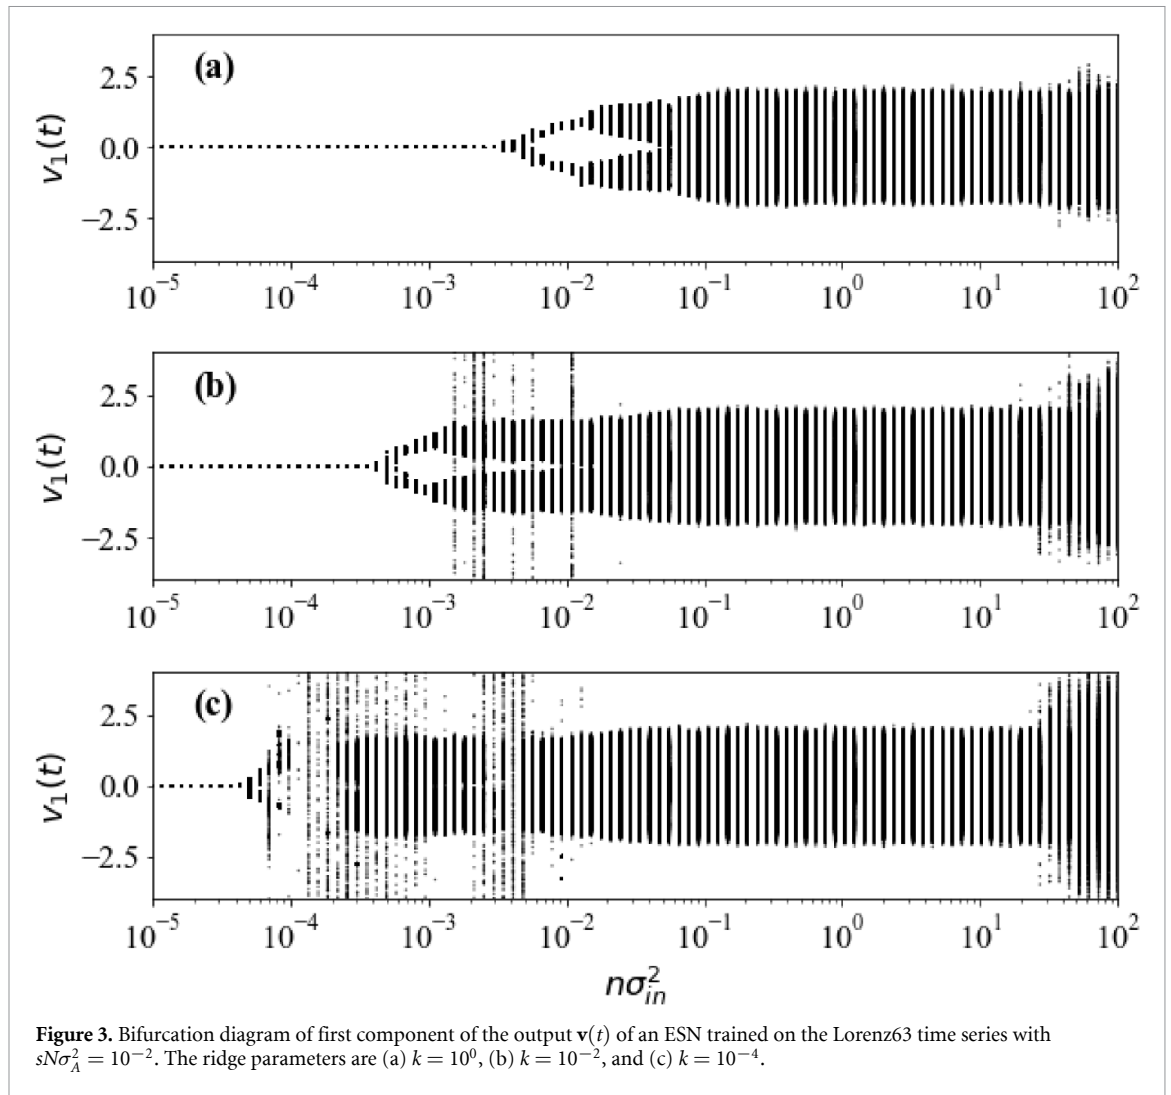 (a)
2.5
0.0
−2.5
v₁(t)
10⁻⁵ 10⁻⁴ 10⁻³ 10⁻² 10⁻¹ 10⁰ 10¹ 10²
(b)
2.5
0.0
−2.5
v₁(t)
10⁻⁵ 10⁻⁴ 10⁻³ 10⁻² 10⁻¹ 10⁰ 10¹ 10²
(c)
2.5
0.0
−2.5
v₁(t)
10⁻⁵ 10⁻⁴ 10⁻³ 10⁻² 10⁻¹ 10⁰ 10¹ 10²
nσ²ᵢₙ
Figure 3. Bifurcation diagram of first component of the output v(t) of an ESN trained on the Lorenz63 time series with
sNσ²_A = 10⁻². The ridge parameters are (a) k = 10⁰, (b) k = 10⁻², and (c) k = 10⁻⁴.